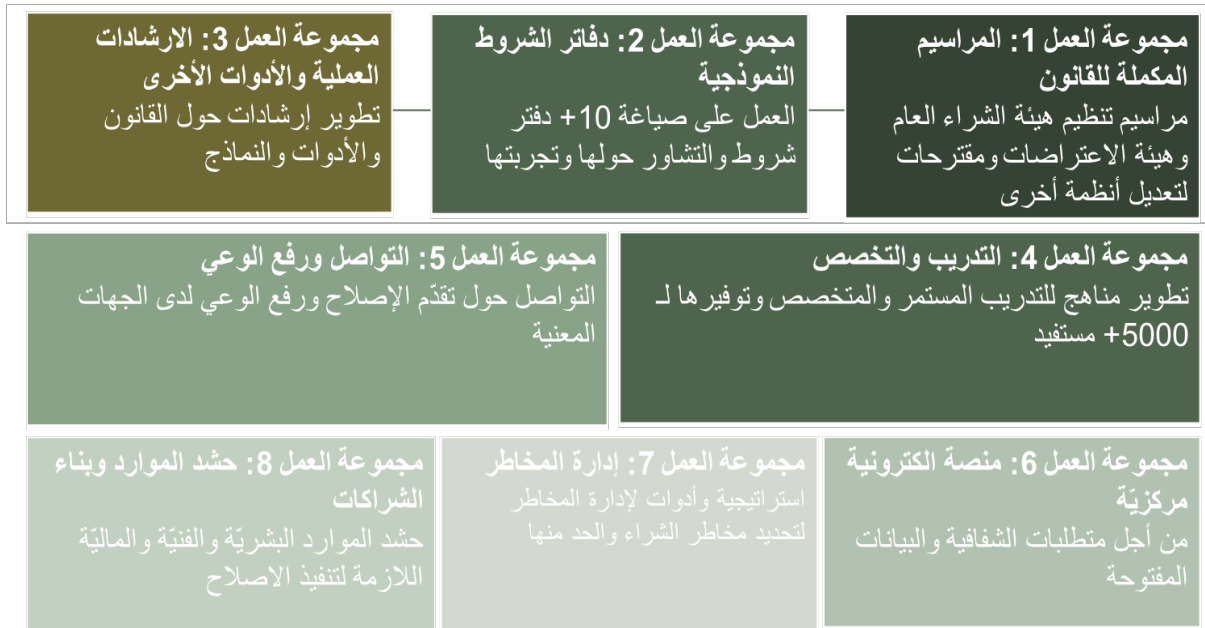 مجموعة العمل 1: المراسيم
المكملة للقانون
مراسيم تنظيم هيئة الشراء العام
وهيئة الاعتراضات ومقترحات
لتعديل أنظمة أخرى
مجموعة العمل 2: دفاتر الشروط
النموذجية
العمل على صياغة 10+ دفتر
شروط والتشاور حولها وتجربتها
مجموعة العمل 3: الارشادات
العملية والأدوات الأخرى
تطوير إرشادات حول القانون
والأدوات والنماذج
مجموعة العمل 4: التدريب والتخصص
تطوير مناهج للتدريب المستمر والمتخصص وتوفيرها لـ
5000+ مستفيد
مجموعة العمل 5: التواصل ورفع الوعي
التواصل حول تقدّم الإصلاح ورفع الوعي لدى الجهات
المعنية
مجموعة العمل 6: منصة الكترونية
مركزيّة
من أجل متطلبات الشفافية والبيانات
المفتوحة
مجموعة العمل 7: إدارة المخاطر
استراتيجية وأدوات لإدارة المخاطر
لتحديد مخاطر الشراء والحد منها
مجموعة العمل 8: حشد الموارد وبناء
الشراكات
حشد الموارد البشريّة والفنيّة والماليّة
اللازمة لتنفيذ الاصلاح